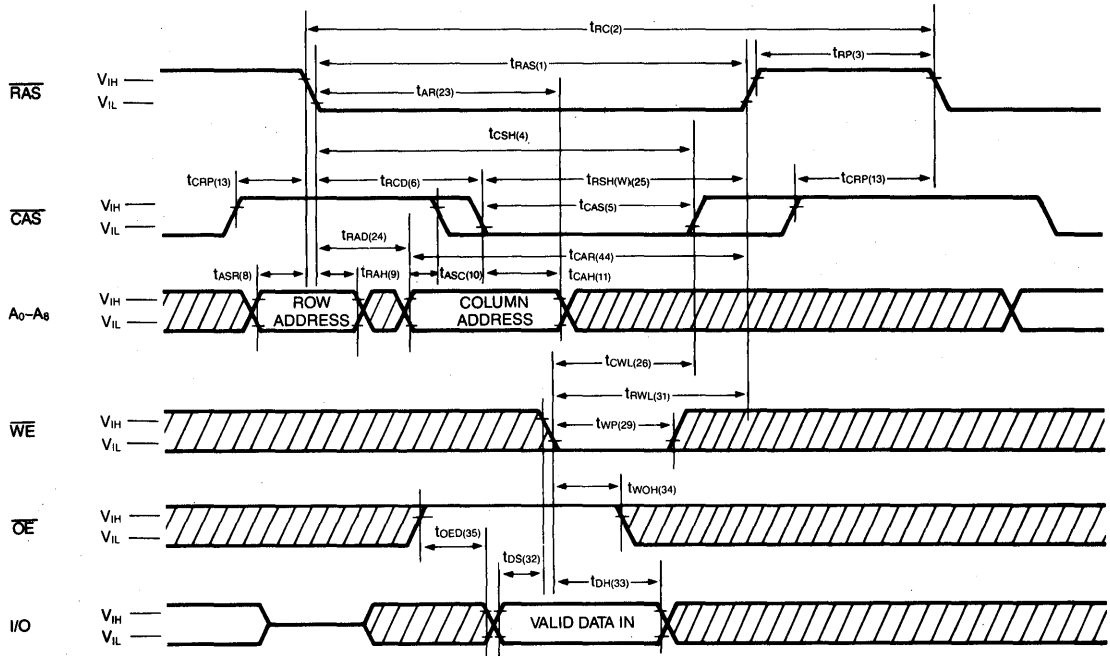 tRC(2)
tRAS(1)
tRP(3)
RAS
VIH
VIL
tAR(23)
tCSH(4)
tCRP(13)
tRCD(6)
tRSH(W)(25)
tCRP(13)
CAS
VIH
VIL
tCAS(5)
tRAD(24)
tCAR(44)
tASR(8)
tRAH(9)
tASC(10)
tCAH(11)
A0–A8
VIH
VIL
ROW
ADDRESS
COLUMN
ADDRESS
tCWL(26)
tRWL(31)
WE
VIH
VIL
tWP(29)
tWOH(34)
OE
VIH
VIL
tOED(35)
tDS(32)
tDH(33)
I/O
VIH
VIL
VALID DATA IN